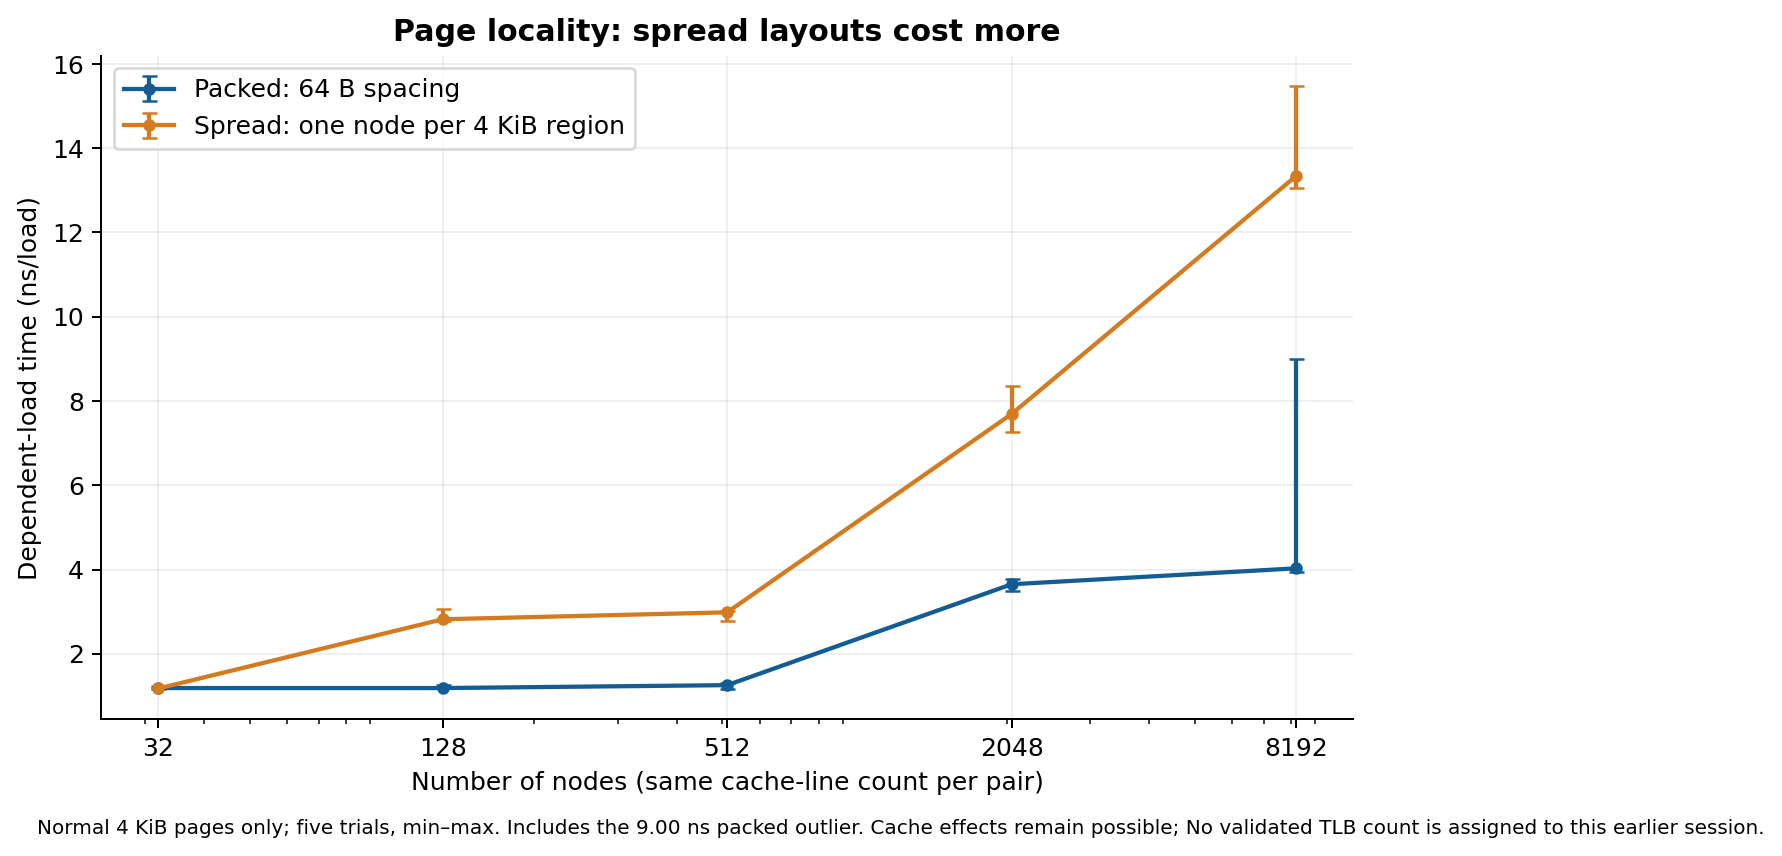 Page locality: spread layouts cost more
Packed: 64 B spacing
Spread: one node per 4 KiB region
Dependent-load time (ns/load)
16
14
12
10
8
6
4
2
32
128
512
2048
8192
Number of nodes (same cache-line count per pair)
Normal 4 KiB pages only; five trials, min–max. Includes the 9.00 ns packed outlier. Cache effects remain possible; No validated TLB count is assigned to this earlier session.